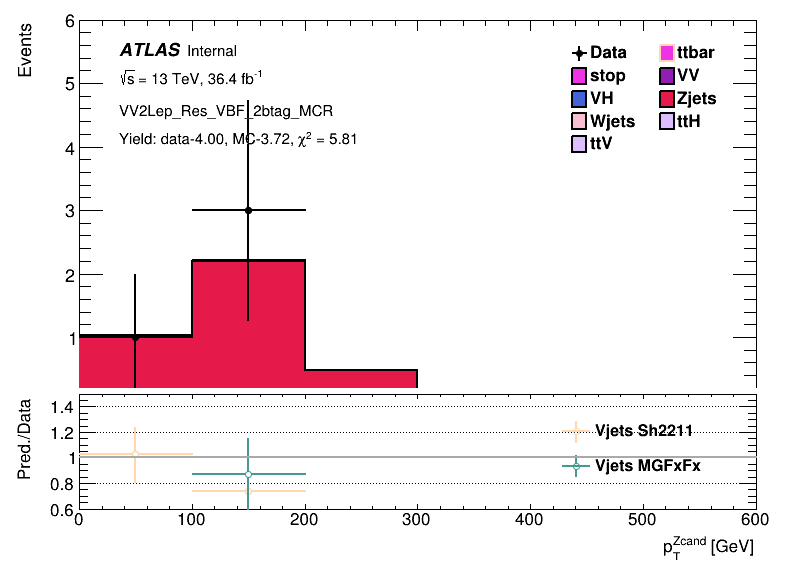 Events
6
5
4
3
2
1
ATLAS Internal
√s = 13 TeV, 36.4 fb⁻¹
VV2Lep_Res_VBF_2btag_MCR
Yield: data-4.00, MC-3.72, χ² = 5.81
Data ttbar
stop VV
VH Zjets
Wjets ttH
ttV
Pred./Data
1.4
1.2
1
0.8
0.6
Vjets Sh2211
Vjets MGFxFx
0 100 200 300 400 500 600
p_T^Zcand [GeV]